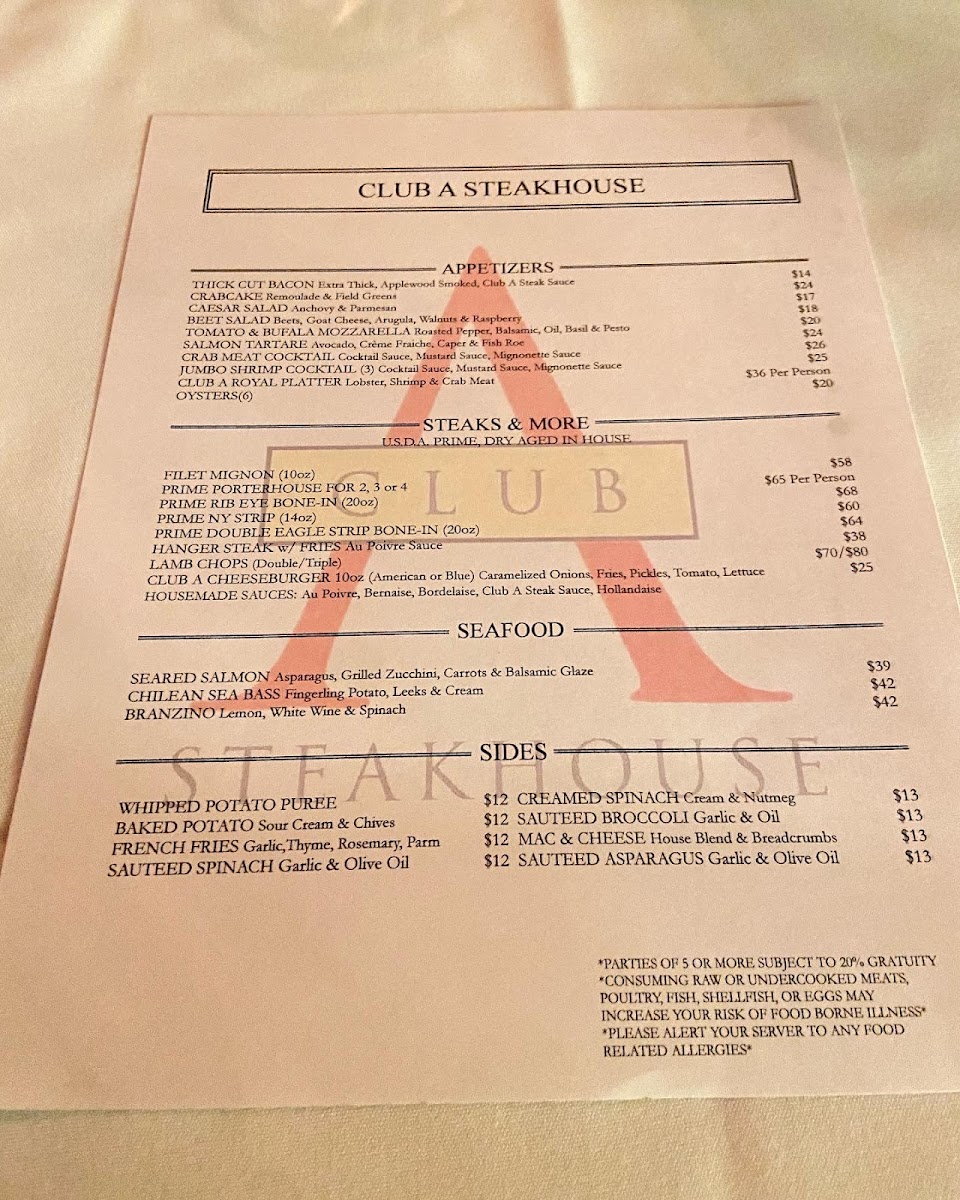 CLUB A STEAKHOUSE
APPETIZERS
THICK CUT BACON Extra Thick, Applewood Smoked, Club A Steak Sauce $14
CRABCAKE Remoulade & Field Greens $24
CAESAR SALAD Anchovy & Parmesan $17
BEET SALAD Beets, Goat Cheese, Arugula, Walnuts & Raspberry $18
TOMATO & BUFALA MOZZARELLA Roasted Pepper, Balsamic, Oil, Basil & Pesto $20
SALMON TARTARE Avocado, Crême Fraiche, Caper & Fish Roe $24
CRAB MEAT COCKTAIL Cocktail Sauce, Mustard Sauce, Mignonette Sauce $26
JUMBO SHRIMP COCKTAIL (3) Cocktail Sauce, Mustard Sauce, Mignonette Sauce $25
CLUB A ROYAL PLATTER Lobster, Shrimp & Crab Meat $36 Per Person
OYSTERS(6) $20
STEAKS & MORE
U.S.D.A. PRIME, DRY AGED IN HOUSE
FILET MIGNON (10oz) $58
PRIME PORTERHOUSE FOR 2, 3 or 4 $65 Per Person
PRIME RIB EYE BONE-IN (20oz) $68
PRIME NY STRIP (14oz) $60
PRIME DOUBLE EAGLE STRIP BONE-IN (20oz) $64
HANGER STEAK w/ FRIES Au Poivre Sauce $38
LAMB CHOPS (Double/Triple) $70/$80
CLUB A CHEESEBURGER 10oz (American or Blue) Caramelized Onions, Fries, Pickles, Tomato, Lettuce $25
HOUSEMADE SAUCES: Au Poivre, Bernaise, Bordelaise, Club A Steak Sauce, Hollandaise
A
CLUB
SEAFOOD
SEARED SALMON Asparagus, Grilled Zucchini, Carrots & Balsamic Glaze $39
CHILEAN SEA BASS Fingerling Potato, Leeks & Cream $42
BRANZINO Lemon, White Wine & Spinach $42
SIDES
STEAKHOUSE
WHIPPED POTATO PUREE $12 CREAMED SPINACH Cream & Nutmeg $13
BAKED POTATO Sour Cream & Chives $12 SAUTEED BROCCOLI Garlic & Oil $13
FRENCH FRIES Garlic,Thyme, Rosemary, Parm $12 MAC & CHEESE House Blend & Breadcrumbs $13
SAUTEED SPINACH Garlic & Olive Oil $12 SAUTEED ASPARAGUS Garlic & Olive Oil $13
*PARTIES OF 5 OR MORE SUBJECT TO 20% GRATUITY
*CONSUMING RAW OR UNDERCOOKED MEATS,
POULTRY, FISH, SHELLFISH, OR EGGS MAY
INCREASE YOUR RISK OF FOOD BORNE ILLNESS*
*PLEASE ALERT YOUR SERVER TO ANY FOOD
RELATED ALLERGIES*